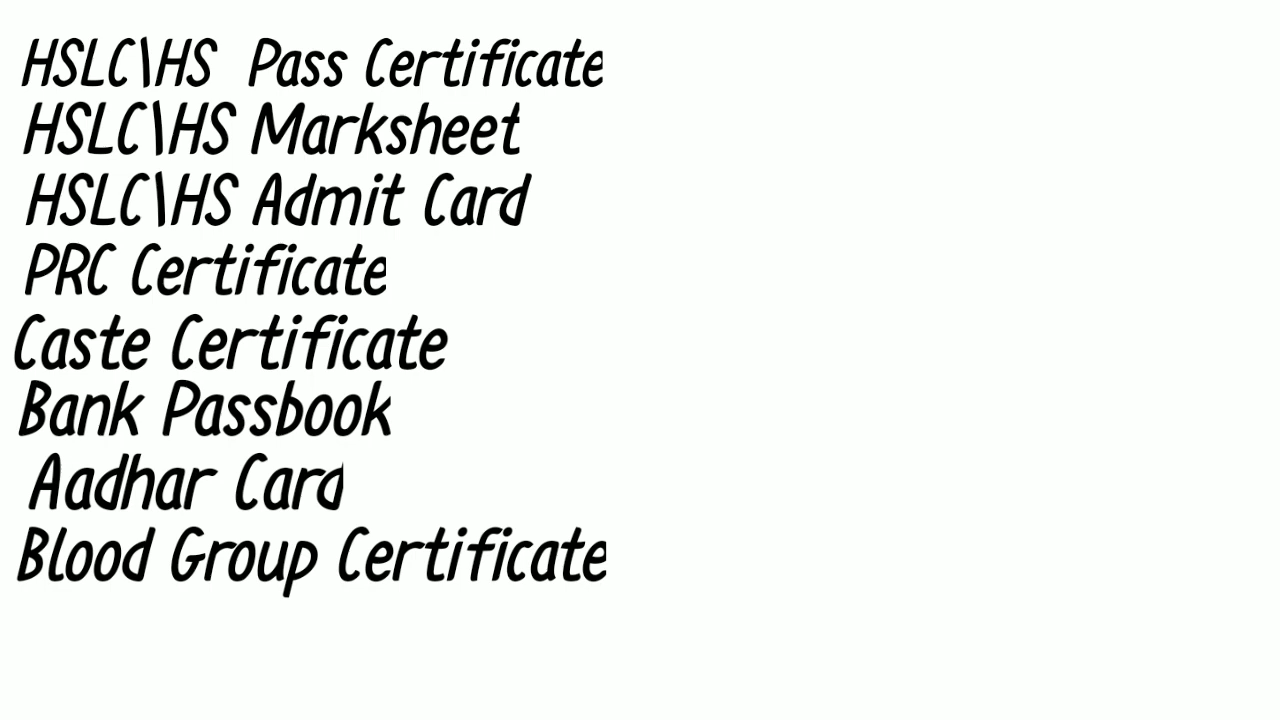 HSLC\HS Pass Certificate
HSLC\HS Marksheet
HSLC\HS Admit Card
PRC Certificate
Caste Certificate
Bank Passbook
Aadhar Card
Blood Group Certificate